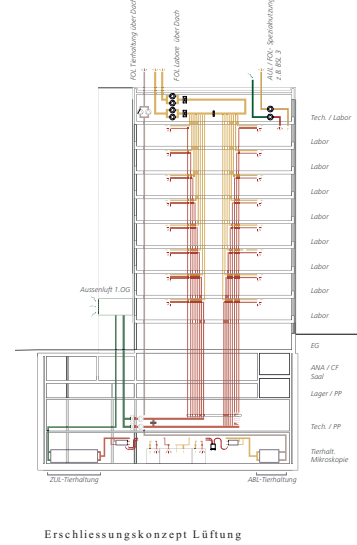 FOL Tierhaltung über Dach
FOL Labore über Dach
AUL / FOL- Spezialnutzung
z.B. BSL 3
Tech. / Labor
Labor
Labor
Labor
Labor
Labor
Labor
Labor
Aussenluft 1.OG
Labor
EG
ANA / CF
Saal
Lager / PP
Tech. / PP
Tierhalt.
Mikroskopie
ZUL-Tierhaltung
ABL-Tierhaltung
Erschliessungskonzept Lüftung